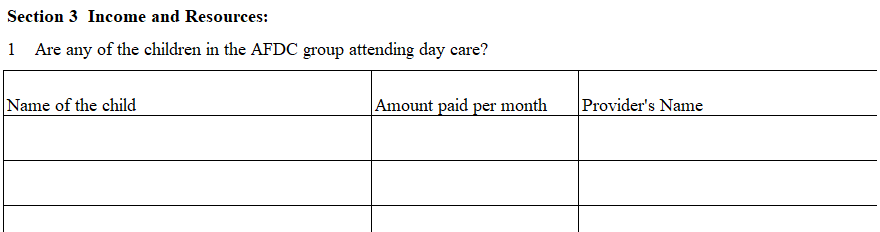 Section 3 Income and Resources:
1 Are any of the children in the AFDC group attending day care?
Name of the child Amount paid per month Provider's Name